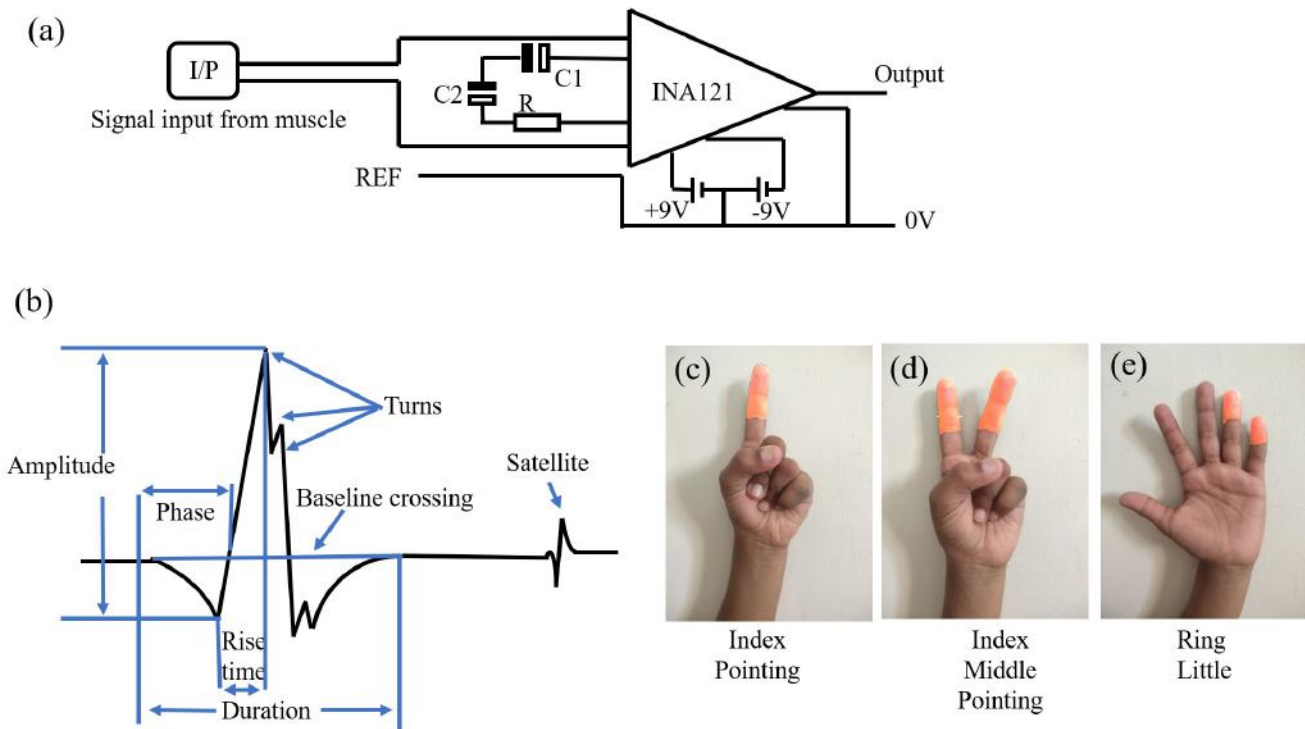 (a)
I/P
Signal input from muscle
C1
C2
R
INA121
Output
REF
+9V
-9V
0V
(b)
Turns
Amplitude
Satellite
Phase
Baseline crossing
Rise
time
Duration
(c)
Index
Pointing
(d)
Index
Middle
Pointing
(e)
Ring
Little